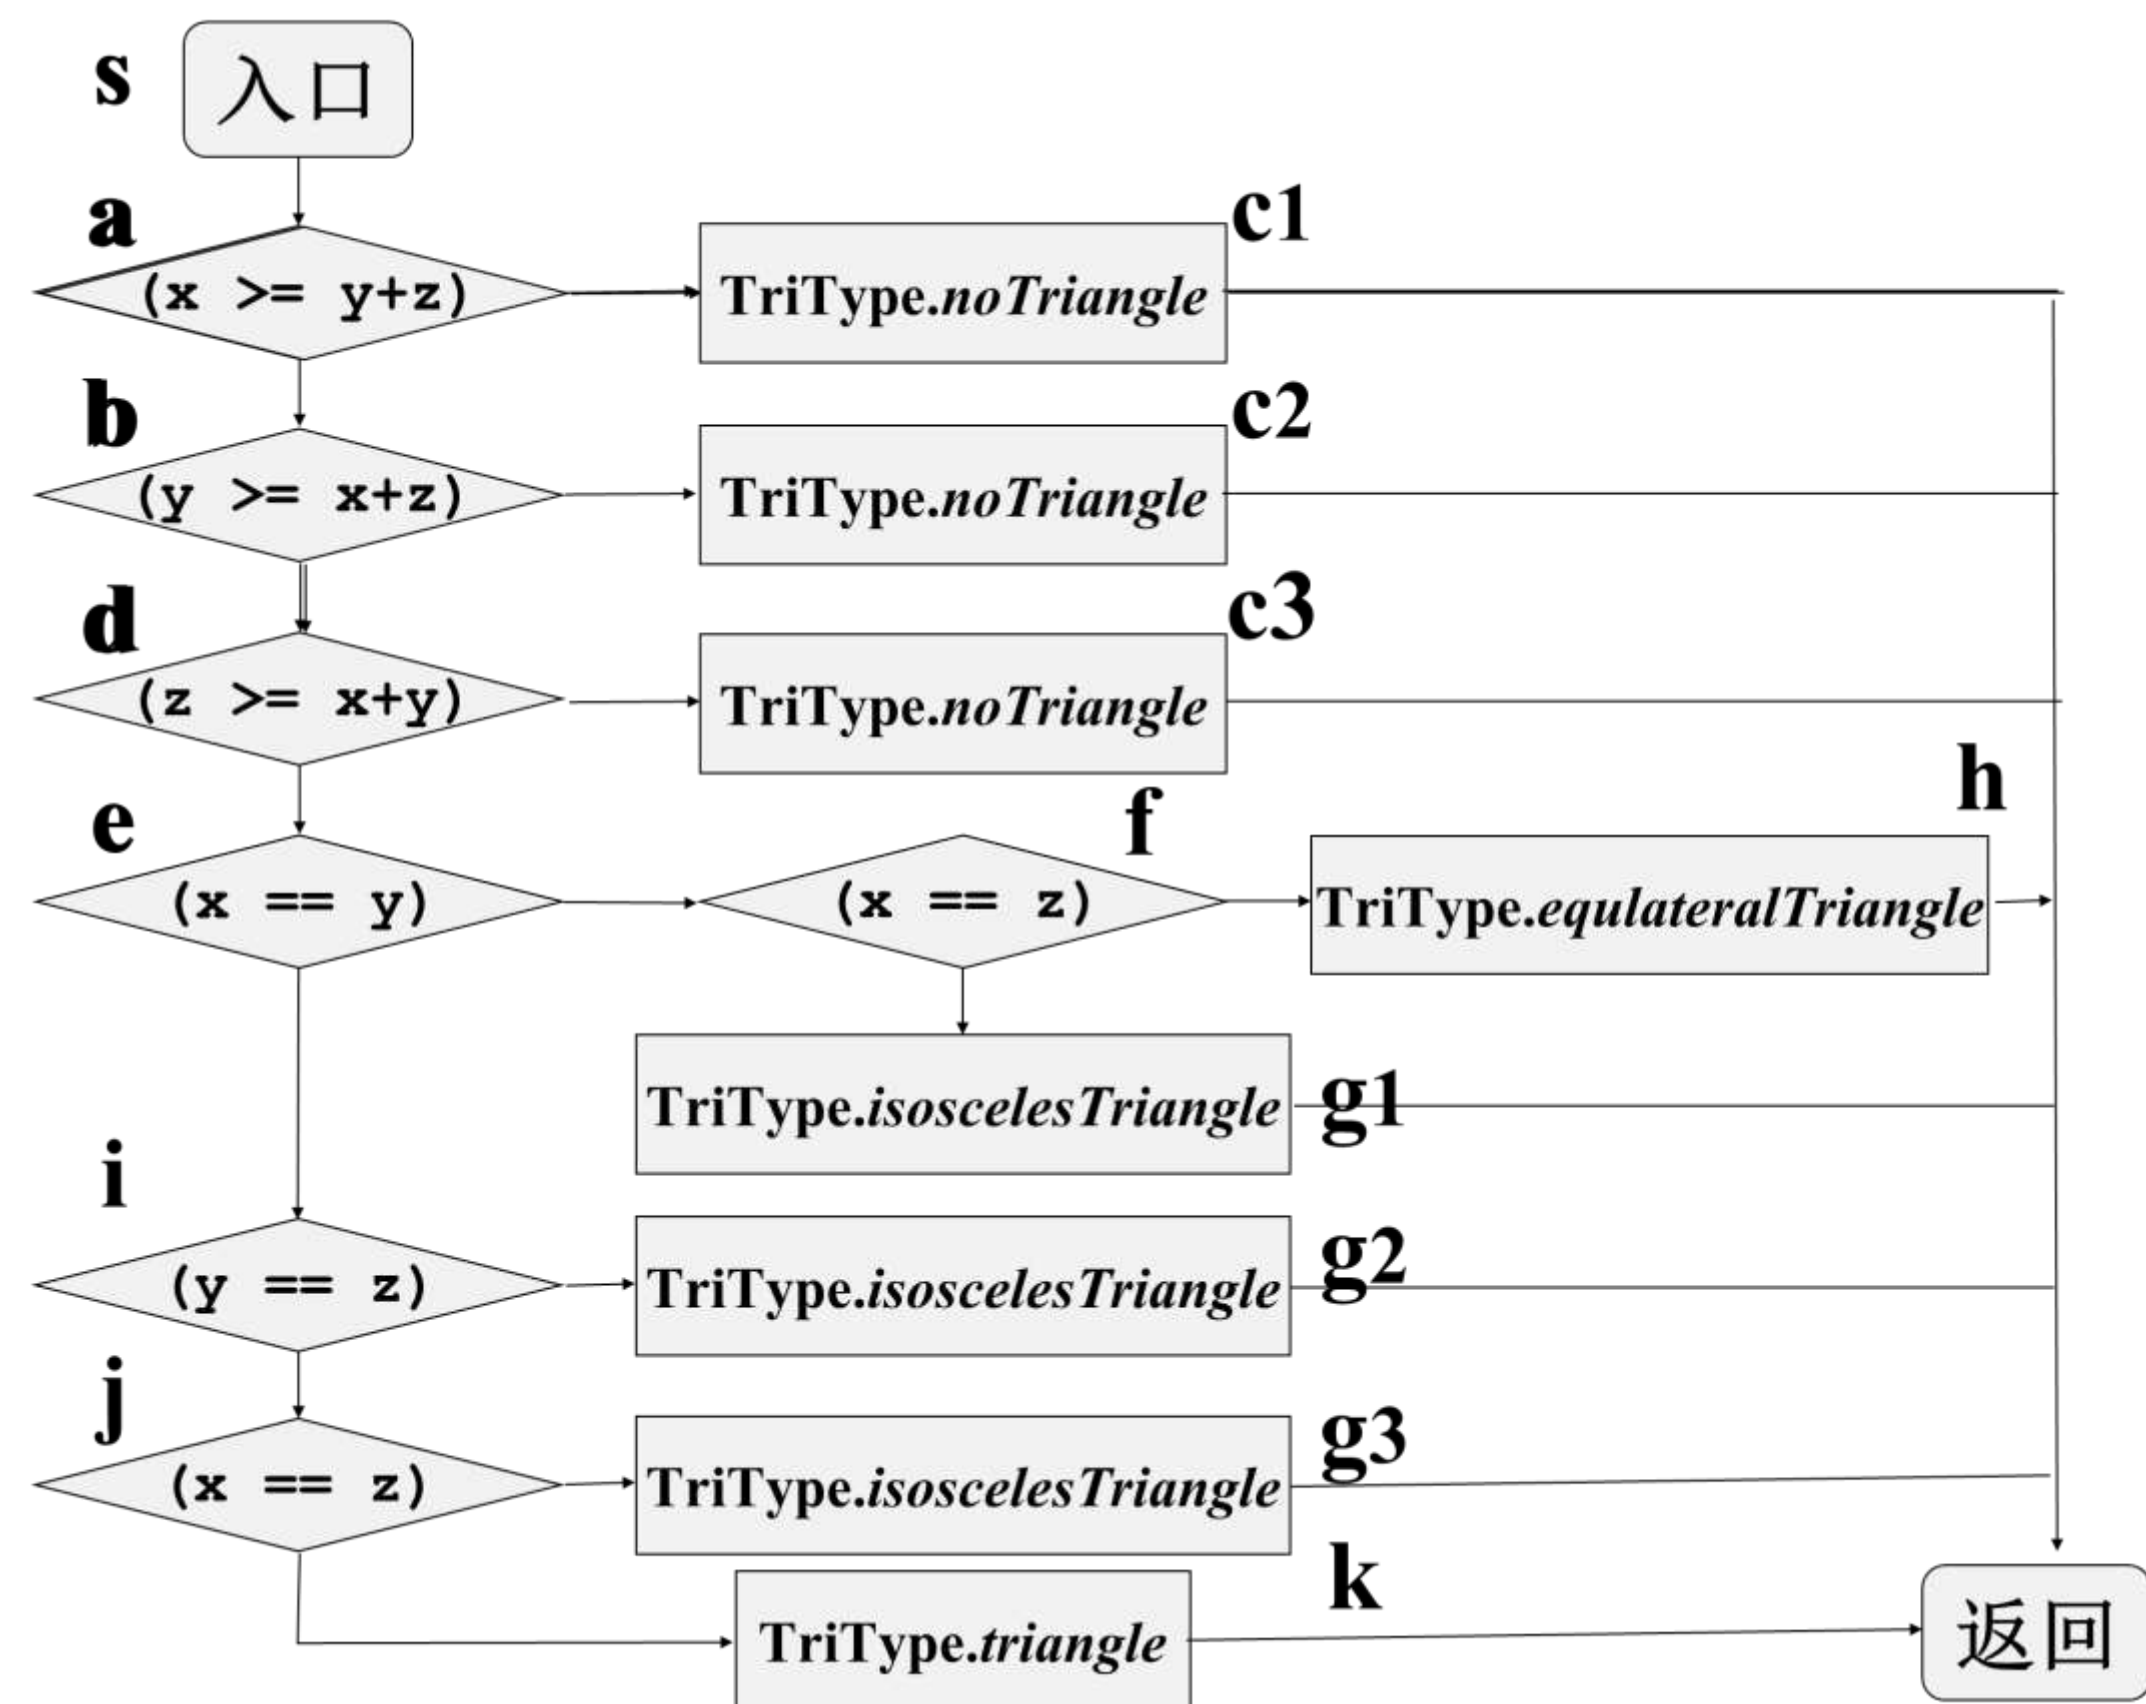 s
入口
a
(x >= y+z)
TriType.noTriangle
c1
b
(y >= x+z)
TriType.noTriangle
c2
d
(z >= x+y)
TriType.noTriangle
c3
e
(x == y)
f
(x == z)
h
TriType.equlateralTriangle
TriType.isoscelesTriangle
g1
i
(y == z)
TriType.isoscelesTriangle
g2
j
(x == z)
TriType.isoscelesTriangle
g3
TriType.triangle
k
返回